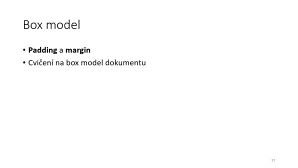 Box model
• Padding a margin
• Cvičení na box model dokumentu